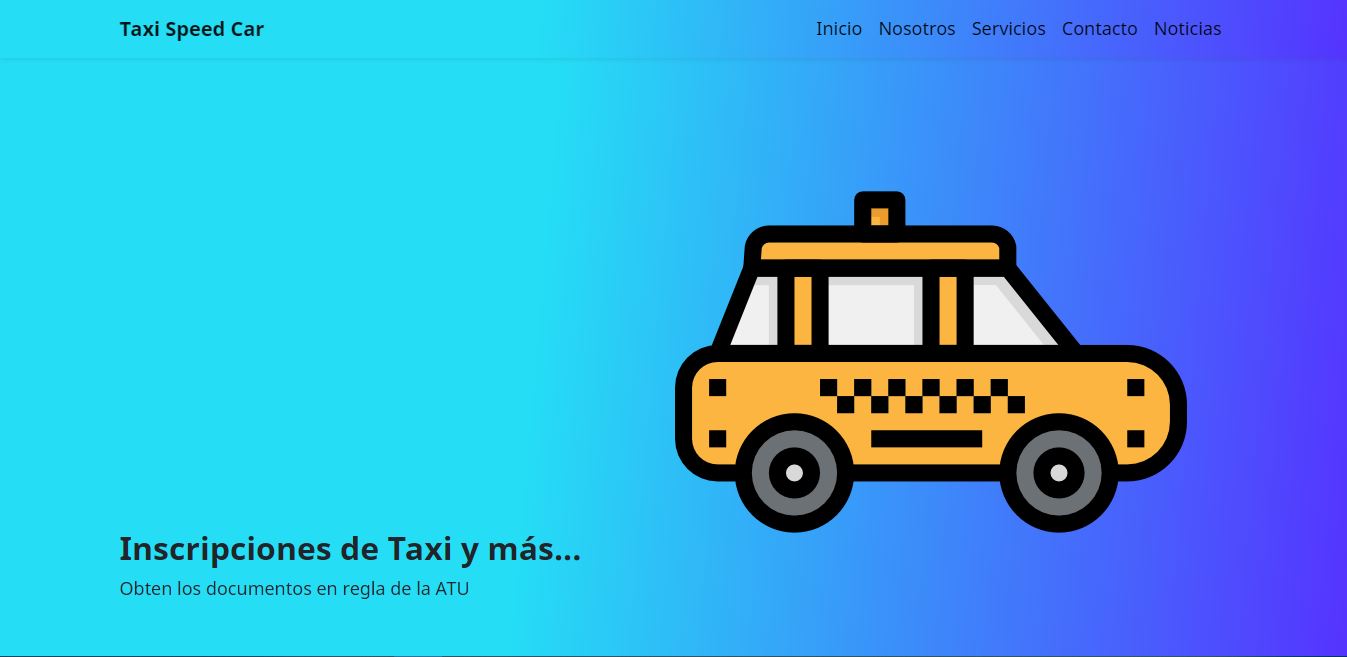 Taxi Speed Car
Inicio Nosotros Servicios Contacto Noticias
Inscripciones de Taxi y más...
Obten los documentos en regla de la ATU